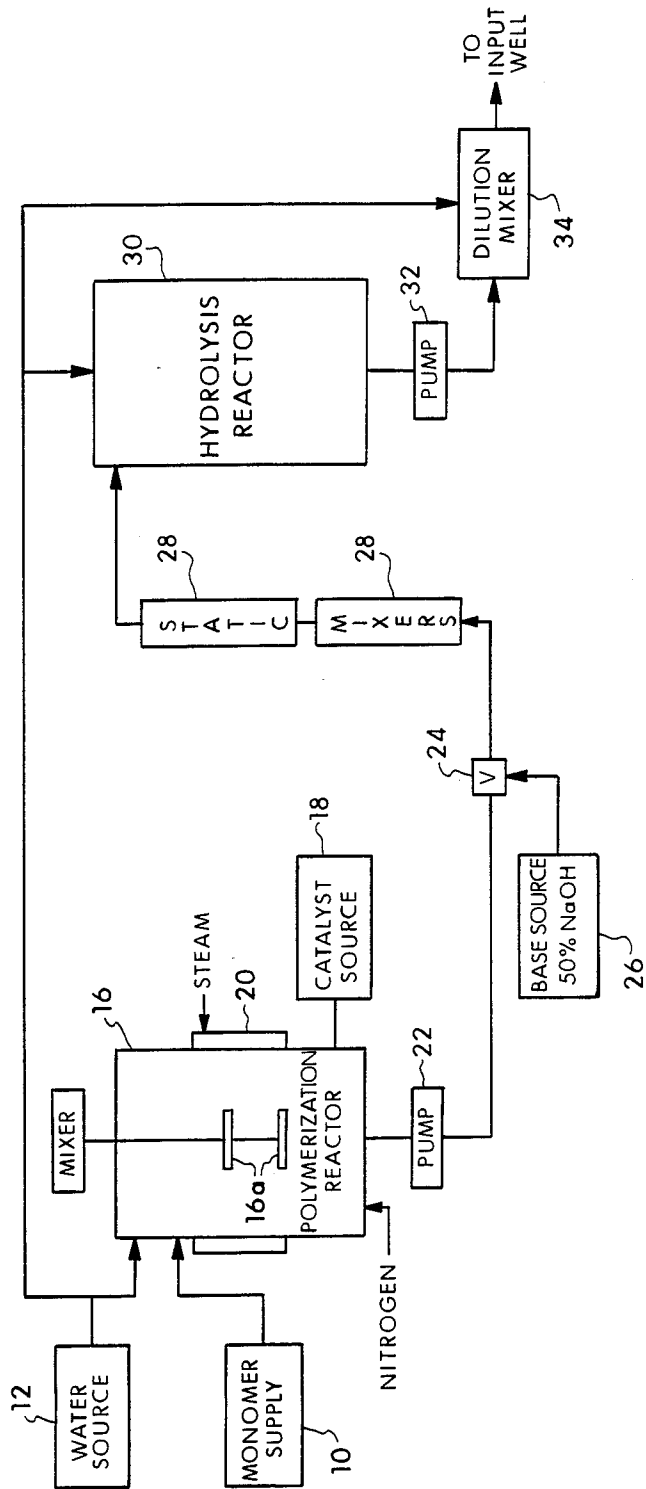 12
WATER
SOURCE
MONOMER
SUPPLY
10
NITROGEN
MIXER
16
STEAM
20
16a
POLYMERIZATION
REACTOR
CATALYST
SOURCE
18
PUMP
22
V
24
BASE SOURCE
50% NaOH
26
STATIC
28
MIXERS
28
HYDROLYSIS
REACTOR
30
PUMP
32
DILUTION
MIXER
34
TO
INPUT
WELL